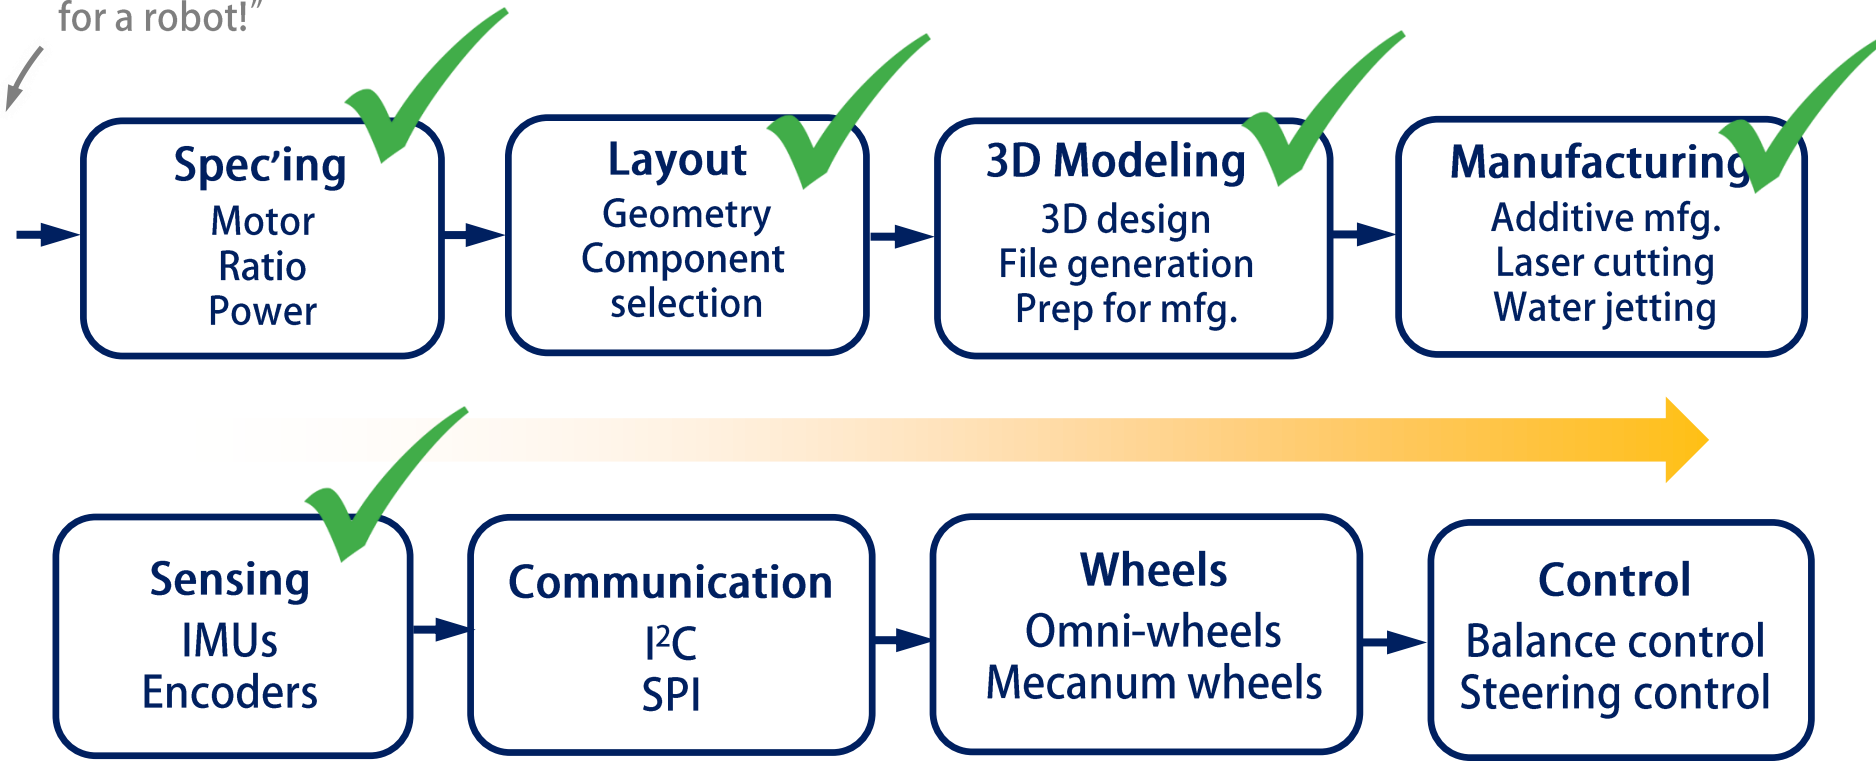 for a robot!”
Spec’ing
Motor
Ratio
Power
Layout
Geometry
Component
selection
3D Modeling
3D design
File generation
Prep for mfg.
Manufacturing
Additive mfg.
Laser cutting
Water jetting
Sensing
IMUs
Encoders
Communication
I²C
SPI
Wheels
Omni-wheels
Mecanum wheels
Control
Balance control
Steering control